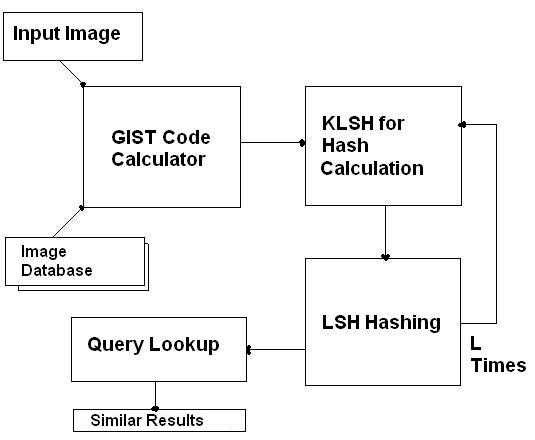 Input Image
GIST Code
Calculator
KLSH for
Hash
Calculation
Image
Database
LSH Hashing
L
Times
Query Lookup
Similar Results